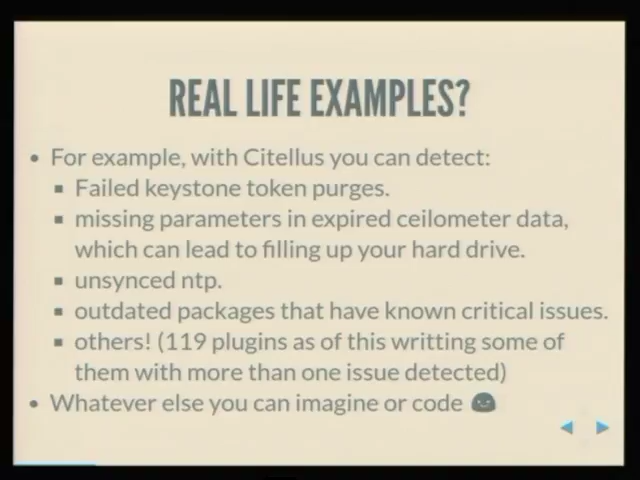 REAL LIFE EXAMPLES?
• For example, with Citellus you can detect:
▪ Failed keystone token purges.
▪ missing parameters in expired ceilometer data,
which can lead to filling up your hard drive.
▪ unsynced ntp.
▪ outdated packages that have known critical issues.
▪ others! (119 plugins as of this writting some of
them with more than one issue detected)
• Whatever else you can imagine or code